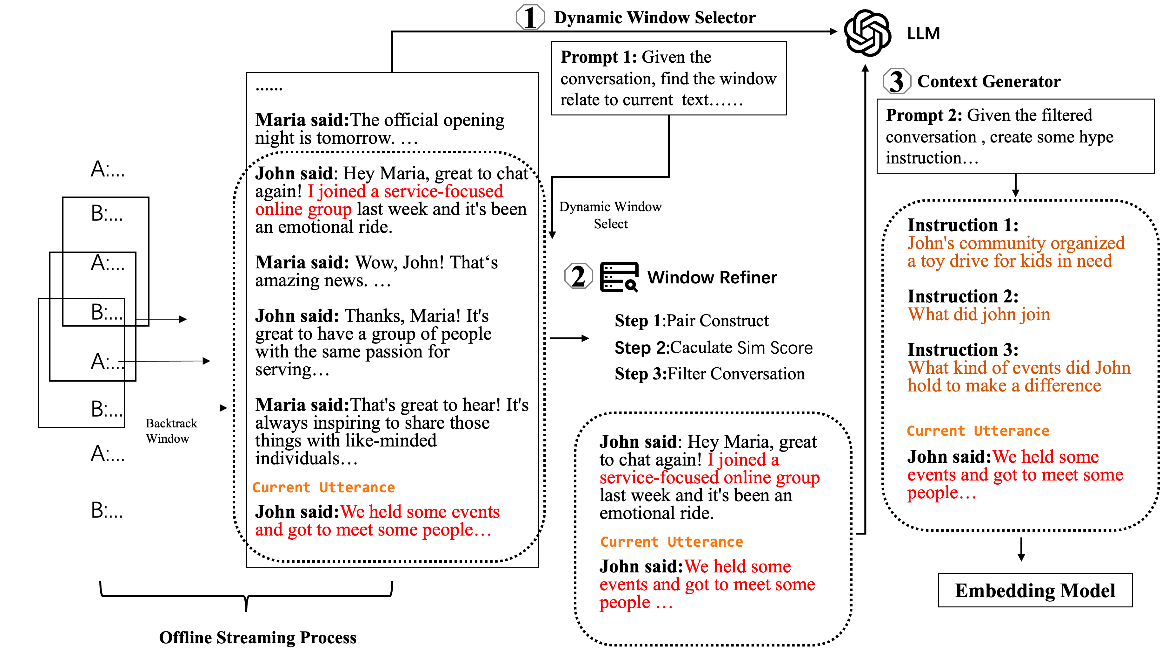 1 Dynamic Window Selector
LLM
Prompt 1: Given the
conversation, find the window
relate to current text……
3 Context Generator
Prompt 2: Given the filtered
conversation , create some hype
instruction…
A:...
B:...
A:...
B:...
A:...
B:...
A:...
B:...
Backtrack
Window
......
Maria said:The official opening
night is tomorrow. …
John said: Hey Maria, great to chat
again! I joined a service-focused
online group last week and it's been
an emotional ride.
Maria said: Wow, John! That‘s
amazing news. …
John said: Thanks, Maria! It's
great to have a group of people
with the same passion for
serving…
Maria said:That's great to hear! It's
always inspiring to share those
things with like-minded
individuals…
Current Utterance
John said:We held some events
and got to meet some people…
Offline Streaming Process
Dynamic Window
Select
2 Window Refiner
Step 1:Pair Construct
Step 2:Caculate Sim Score
Step 3:Filter Conversation
John said: Hey Maria, great
to chat again! I joined a
service-focused online group
last week and it's been an
emotional ride.
Current Utterance
John said:We held some
events and got to meet some
people …
Instruction 1:
John's community organized
a toy drive for kids in need
Instruction 2:
What did john join
Instruction 3:
What kind of events did John
hold to make a difference
Current Utterance
John said:We held some
events and got to meet some
people…
Embedding Model